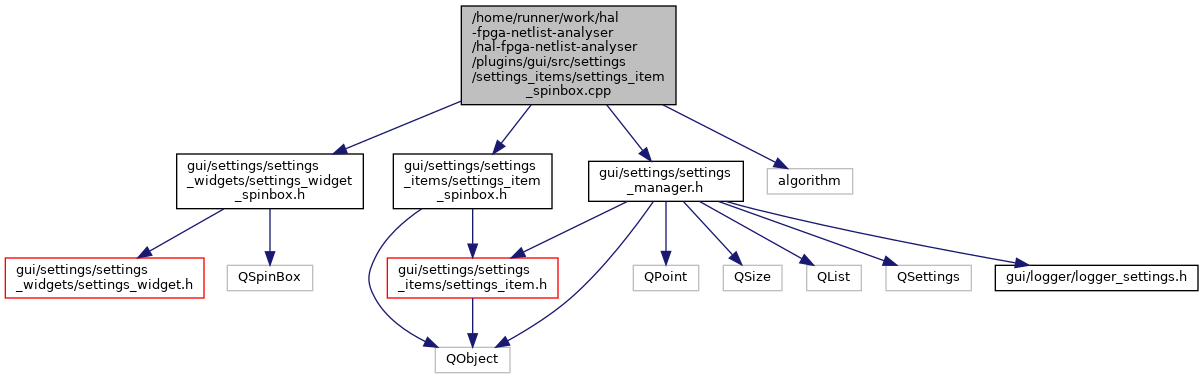 /home/runner/work/hal
-fpga-netlist-analyser
/hal-fpga-netlist-analyser
/plugins/gui/src/settings
/settings_items/settings_item
_spinbox.cpp
gui/settings/settings
_widgets/settings_widget
_spinbox.h
gui/settings/settings
_items/settings_item
_spinbox.h
gui/settings/settings
_manager.h
algorithm
gui/settings/settings
_widgets/settings_widget.h
QSpinBox
gui/settings/settings
_items/settings_item.h
QPoint
QSize
QList
QSettings
gui/logger/logger_settings.h
QObject